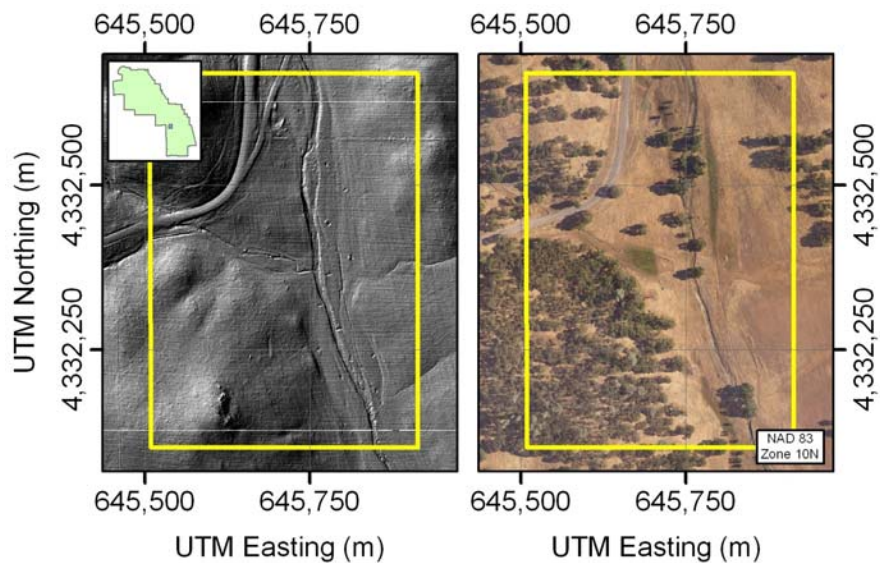 645,500 645,750 645,500 645,750
UTM Northing (m)
4,332,500
4,332,250
4,332,500
4,332,250
NAD 83
Zone 10N
645,500 645,750 645,500 645,750
UTM Easting (m) UTM Easting (m)